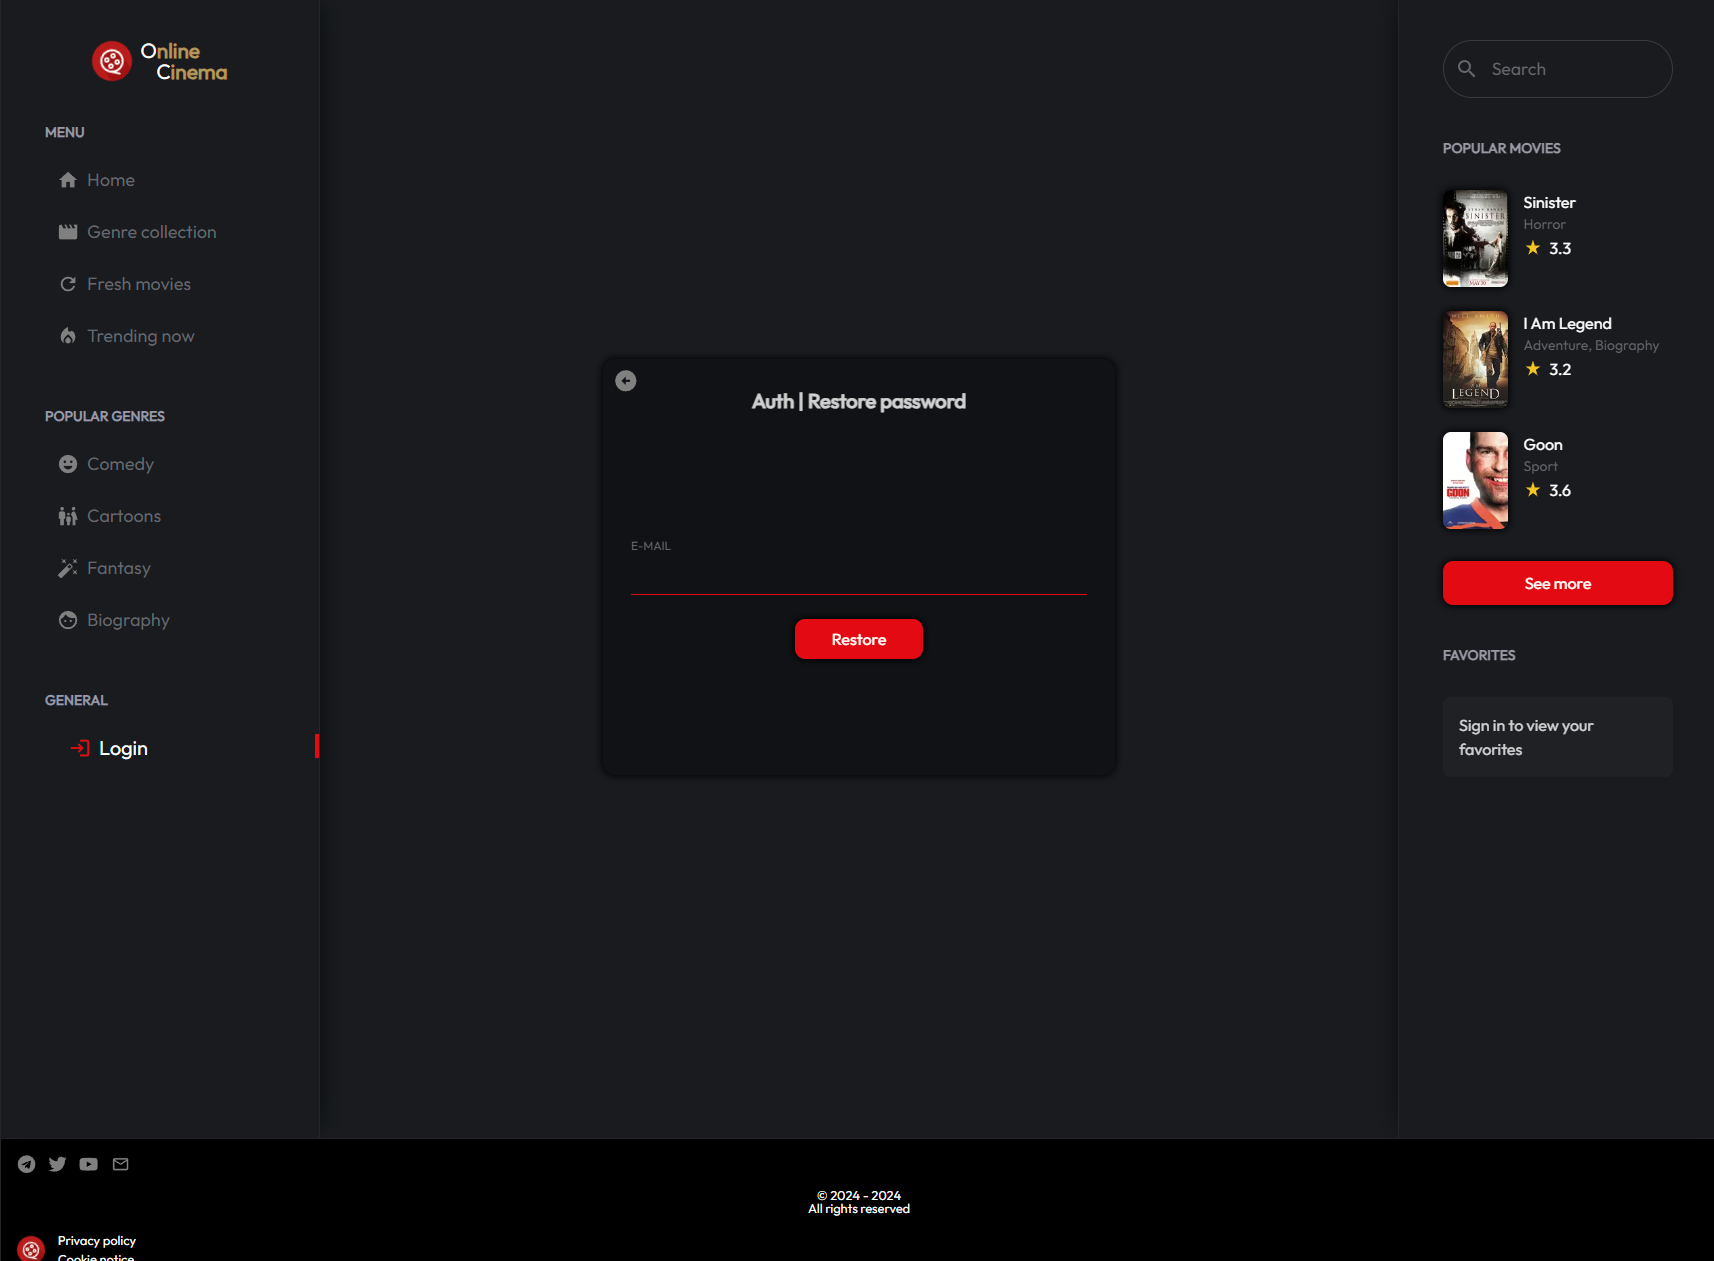 Online
Cinema
MENU
Home
Genre collection
Fresh movies
Trending now
POPULAR GENRES
Comedy
Cartoons
Fantasy
Biography
GENERAL
Login
Auth | Restore password
E-MAIL
Restore
Search
POPULAR MOVIES
SINISTER
Sinister
Horror
3.3
LEGEND
I Am Legend
Adventure, Biography
3.2
GOON
Goon
Sport
3.6
See more
FAVORITES
Sign in to view your
favorites
© 2024 - 2024
All rights reserved
Privacy policy
Cookie notice